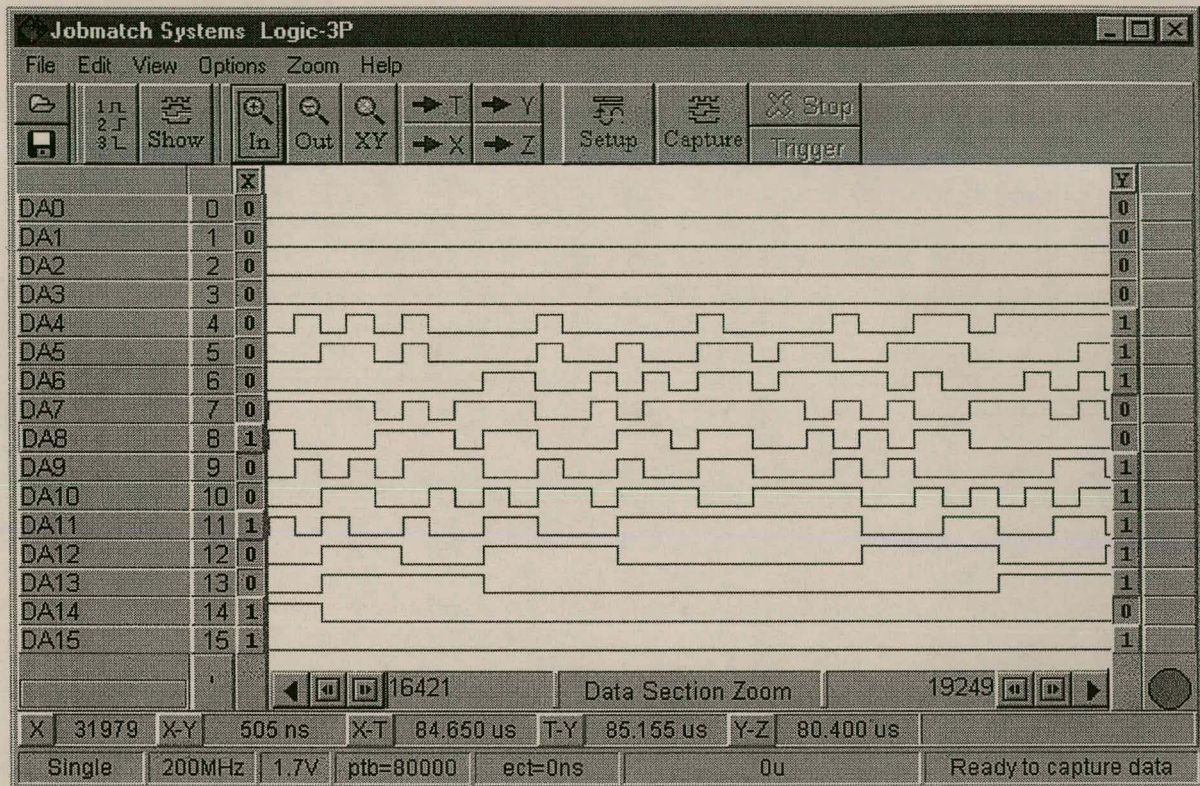 Jobmatch Systems Logic-3P
File Edit View Options Zoom Help
1
2
3
Show
In
Out
XY
T
Y
X
Z
Setup
Capture
Stop
Trigger
X Y
DA0 0 0 0
DA1 1 0 0
DA2 2 0 0
DA3 3 0 0
DA4 4 0 1
DA5 5 0 1
DA6 6 0 1
DA7 7 0 0
DA8 8 1 0
DA9 9 0 1
DA10 10 0 1
DA11 11 1 1
DA12 12 0 1
DA13 13 0 1
DA14 14 1 0
DA15 15 1 1
16421 Data Section Zoom 19249
X 31979 X-Y 505 ns X-T 84.650 us T-Y 85.155 us Y-Z 80.400 us
Single 200MHz 1.7V ptb=80000 ect=0ns 0u Ready to capture data